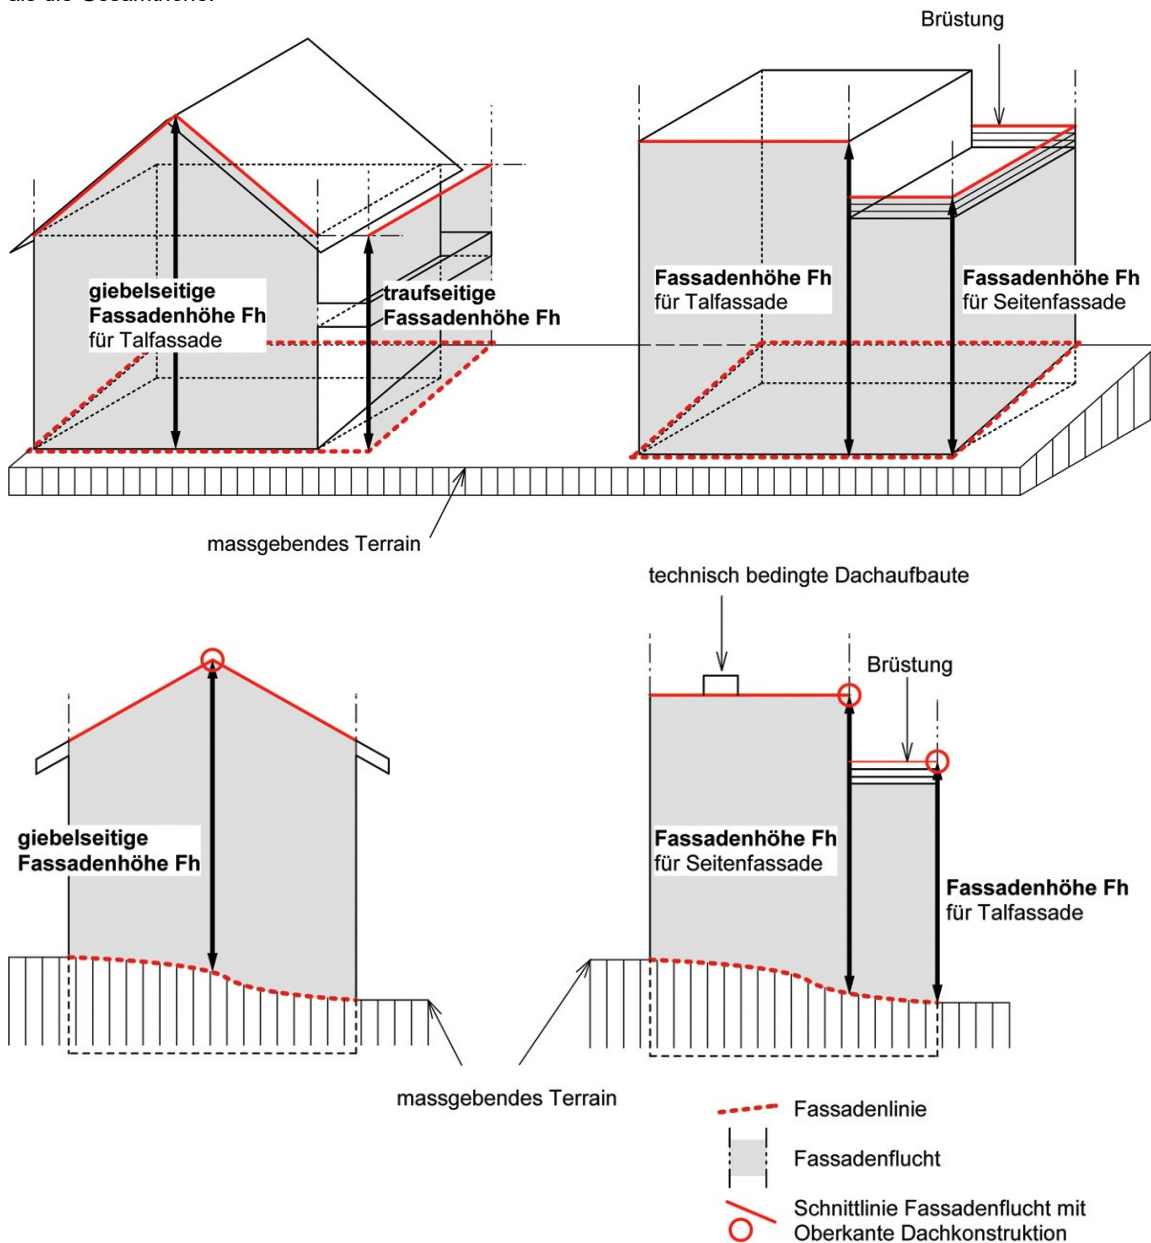 Brüstung
giebelseitige
Fassadenhöhe Fh
für Talfassade
traufseitige
Fassadenhöhe Fh
Fassadenhöhe Fh
für Talfassade
Fassadenhöhe Fh
für Seitenfassade
massgebendes Terrain
technisch bedingte Dachaufbaute
Brüstung
giebelseitige
Fassadenhöhe Fh
Fassadenhöhe Fh
für Seitenfassade
Fassadenhöhe Fh
für Talfassade
massgebendes Terrain
Fassadenlinie
Fassadenflucht
Schnittlinie Fassadenflucht mit
Oberkante Dachkonstruktion